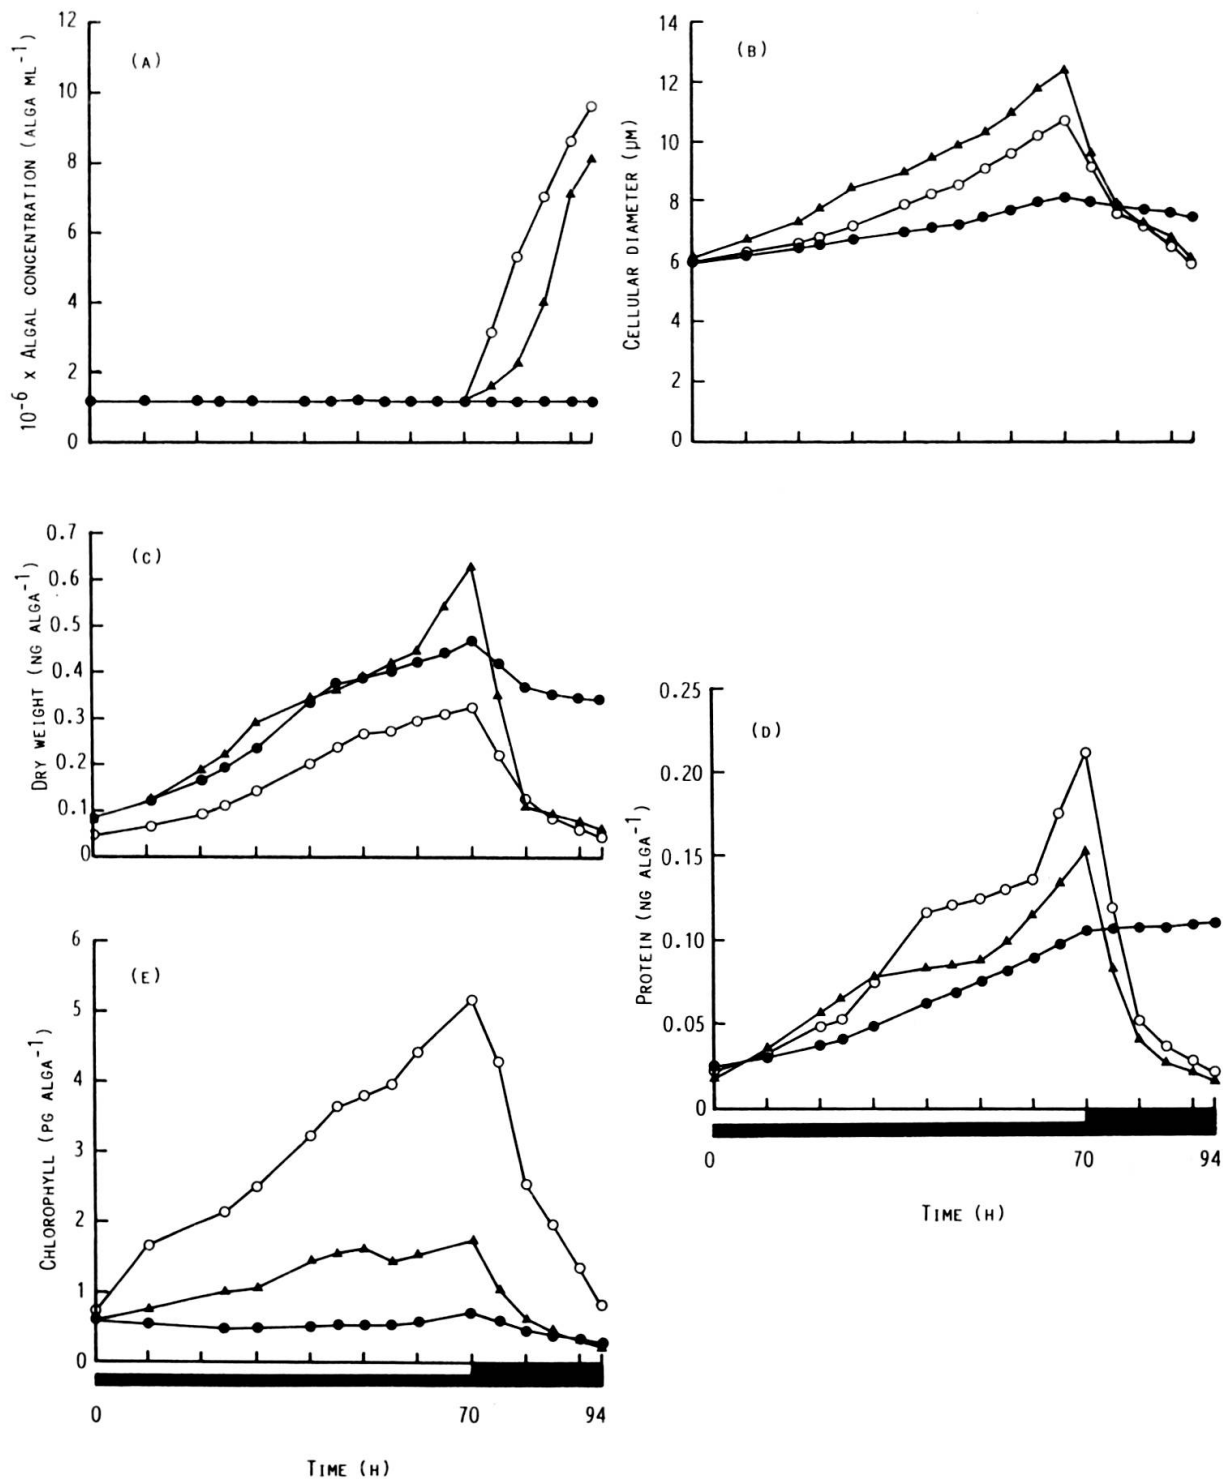 10⁻⁶ x ALGAL CONCENTRATION (ALGA ML⁻¹)
12
10
8
6
4
2
0
(A)
CELLULAR DIAMETER (µM)
14
12
10
8
6
4
2
0
(B)
DRY WEIGHT (NG ALGA⁻¹)
0.7
0.6
0.5
0.4
0.3
0.2
0.1
0
(C)
PROTEIN (NG ALGA⁻¹)
0.25
0.20
0.15
0.10
0.05
0
(D)
0 70 94
TIME (H)
CHLOROPHYLL (PG ALGA⁻¹)
6
5
4
3
2
1
0
(E)
0 70 94
TIME (H)